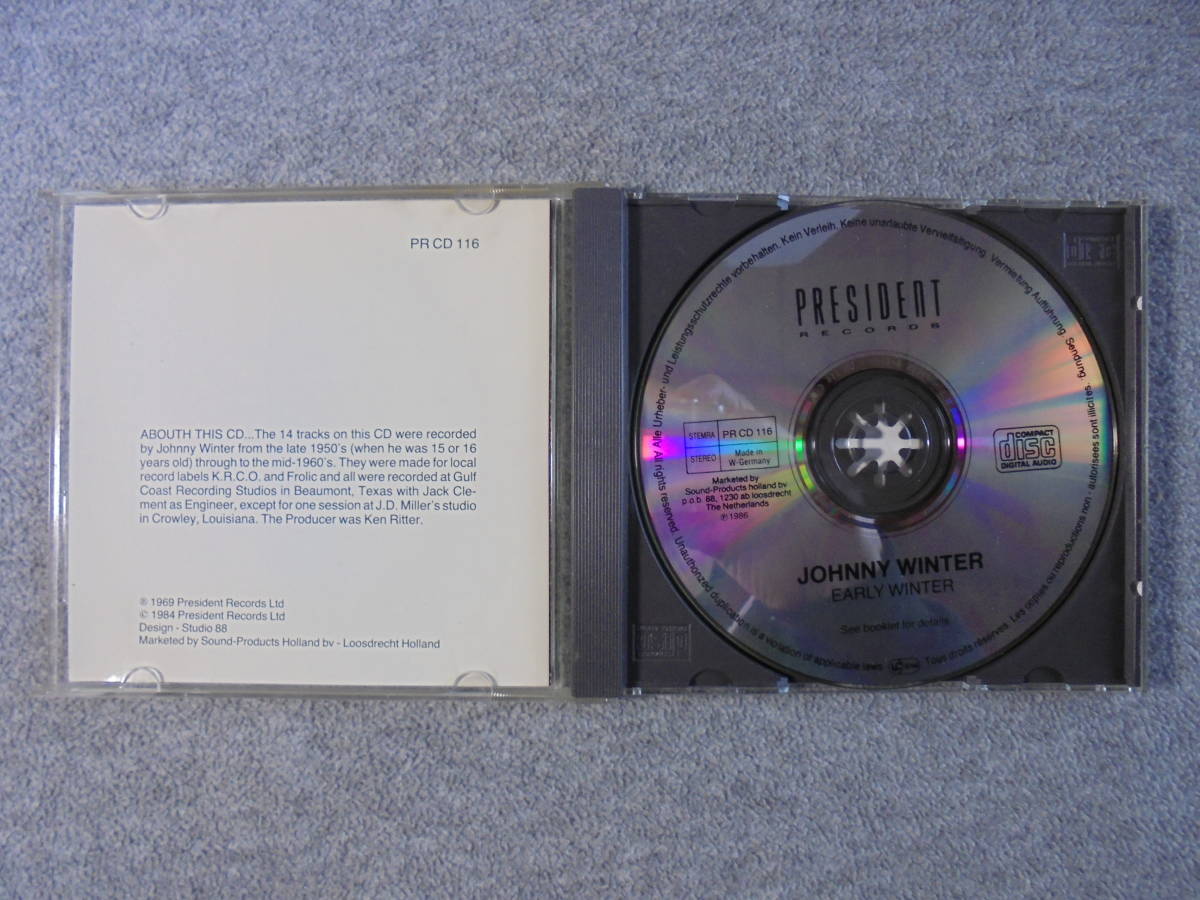 PR CD 116
ABOUTH THIS CD...The 14 tracks on this CD were recorded
by Johnny Winter from the late 1950's (when he was 15 or 16
years old) through to the mid-1960's. They were made for local
record labels K.R.C.O. and Frolic and all were recorded at Gulf
Coast Recording Studios in Beaumont, Texas with Jack Cle-
ment as Engineer, except for one session at J.D. Miller's studio
in Crowley, Louisiana. The Producer was Ken Ritter.
℗ 1969 President Records Ltd
© 1984 President Records Ltd
Design - Studio 88
Marketed by Sound-Products Holland bv - Loosdrecht Holland
Alle Urheber- und Leistungsschutzrechte vorbehalten. Kein Verleih. Keine unerlaubte Vervielfältigung. Vermietung Aufführung. Sendung.
PRESIDENT
RECORDS
STEMRA PR CD 116
STEREO Made in
W-Germany
Marketed by
Sound-Products holland bv
p.o.b. 88, 1230 ab loosdrecht
The Netherlands
℗ 1986
COMPACT
disc
DIGITAL AUDIO
JOHNNY WINTER
EARLY WINTER
See booklet for details
All rights reserved. Unauthorized duplication is a violation of applicable laws
Tous droits réservés. Les copies ou reproductions non - autorisées sont illicites.